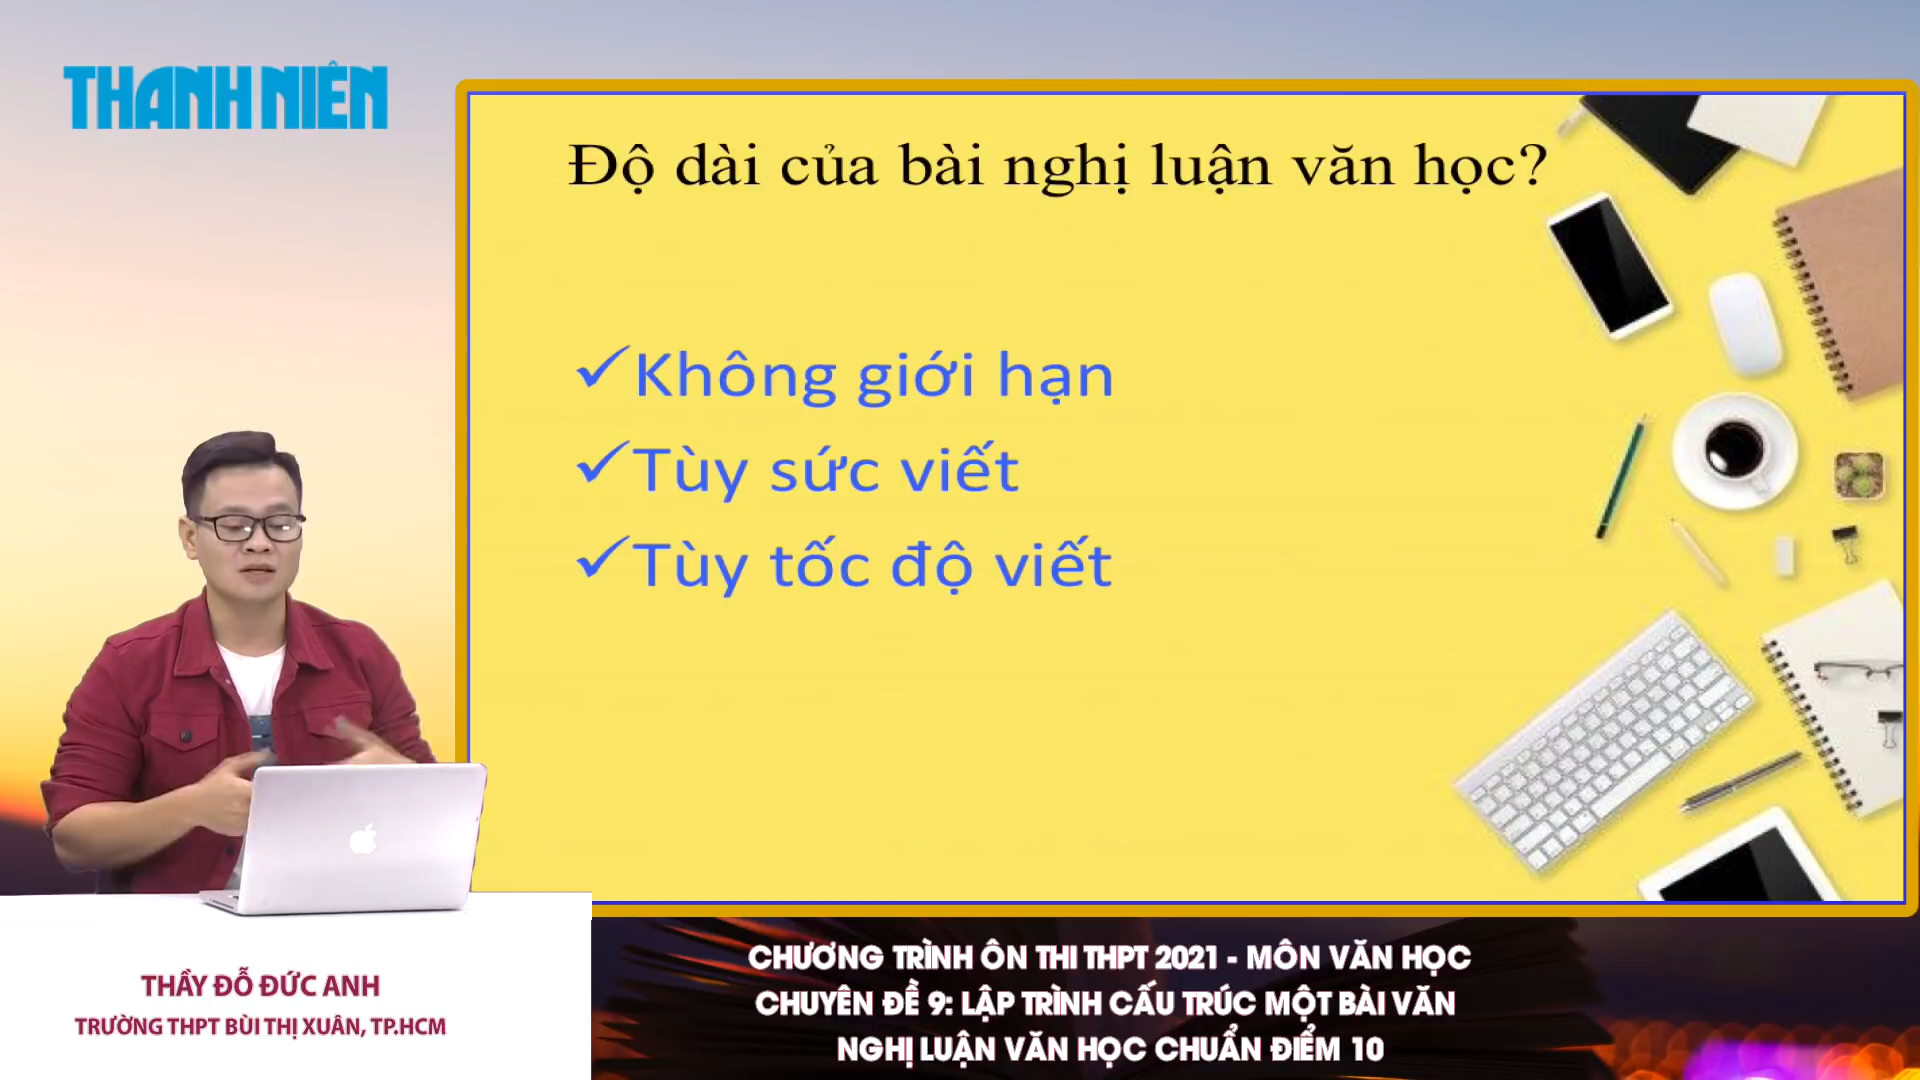 THANH NIÊN
Độ dài của bài nghị luận văn học?
Không giới hạn
Tùy sức viết
Tùy tốc độ viết
THẦY ĐỖ ĐỨC ANH
TRƯỜNG THPT BÙI THỊ XUÂN, TP.HCM
CHƯƠNG TRÌNH ÔN THI THPT 2021 - MÔN VĂN HỌC
CHUYÊN ĐỀ 9: LẬP TRÌNH CẤU TRÚC MỘT BÀI VĂN
NGHỊ LUẬN VĂN HỌC CHUẨN ĐIỂM 10